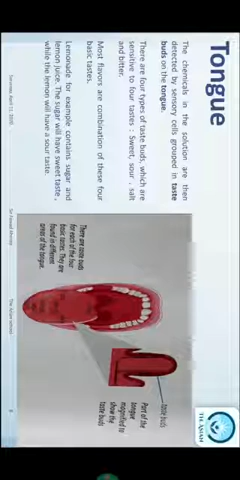 Tongue
The chemicals in the solution are then
detected by sensory cells grouped in taste
buds on the tongue.
There are four types of taste buds, which are
sensitive to four tastes : Sweet, sour , salt
and bitter.
Most flavors are combination of these four
basic tastes.
Lemonade for example contains sugar and
lemon juice. The sugar will have sweet taste ,
while the lemon will have a sour taste.
taste buds
Part of the
tongue
magnified to
show the
taste buds
There are taste buds
for each of the four
basic tastes. They are
found in different
areas of the tongue.